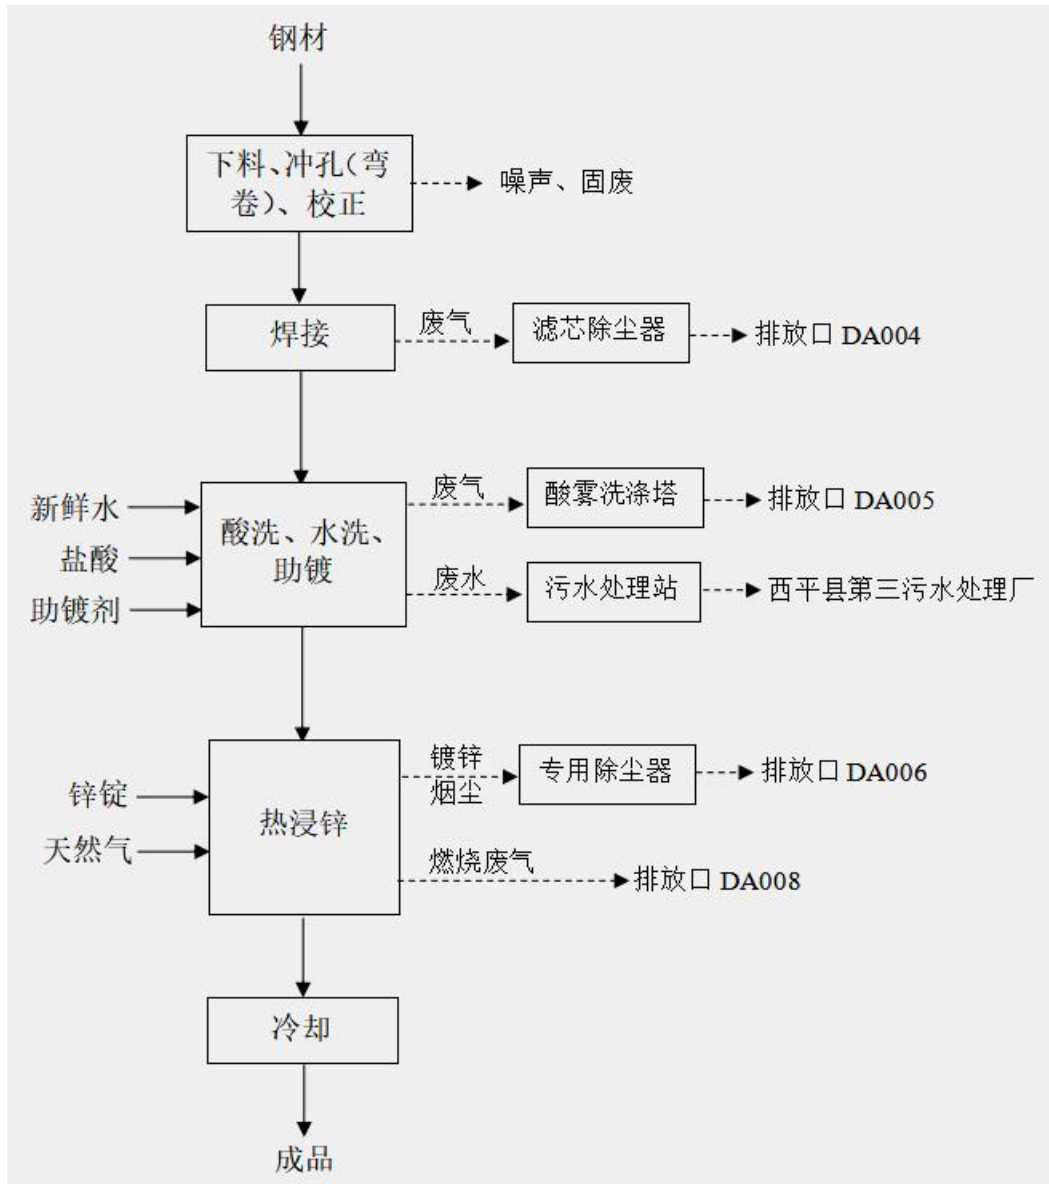 钢材
下料、冲孔(弯
卷)、校正
噪声、固废
焊接
废气
滤芯除尘器
排放口 DA004
新鲜水
盐酸
助镀剂
酸洗、水洗、
助镀
废气
酸雾洗涤塔
排放口 DA005
废水
污水处理站
西平县第三污水处理厂
锌锭
天然气
热浸锌
镀锌
烟尘
专用除尘器
排放口 DA006
燃烧废气
排放口 DA008
冷却
成品